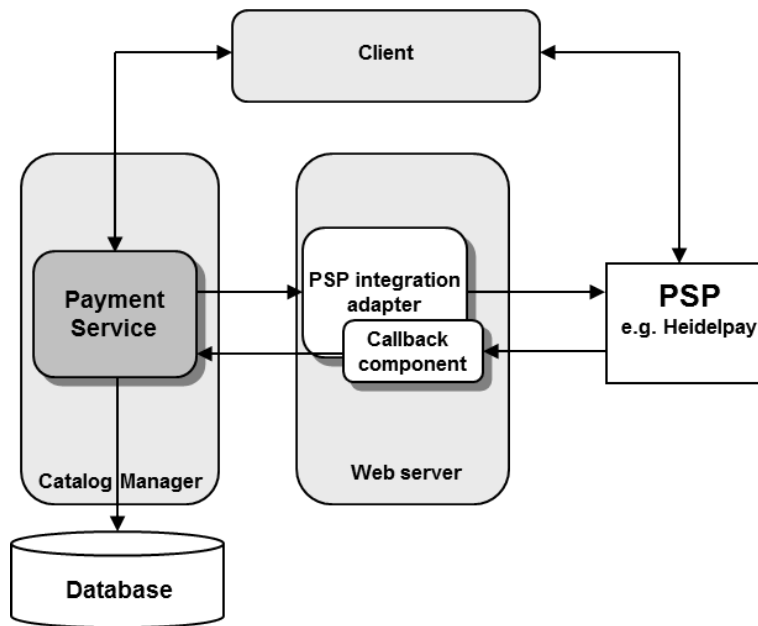 Client
Payment
Service
PSP integration
adapter
Callback
component
PSP
e.g. Heidelpay
Catalog Manager
Web server
Database